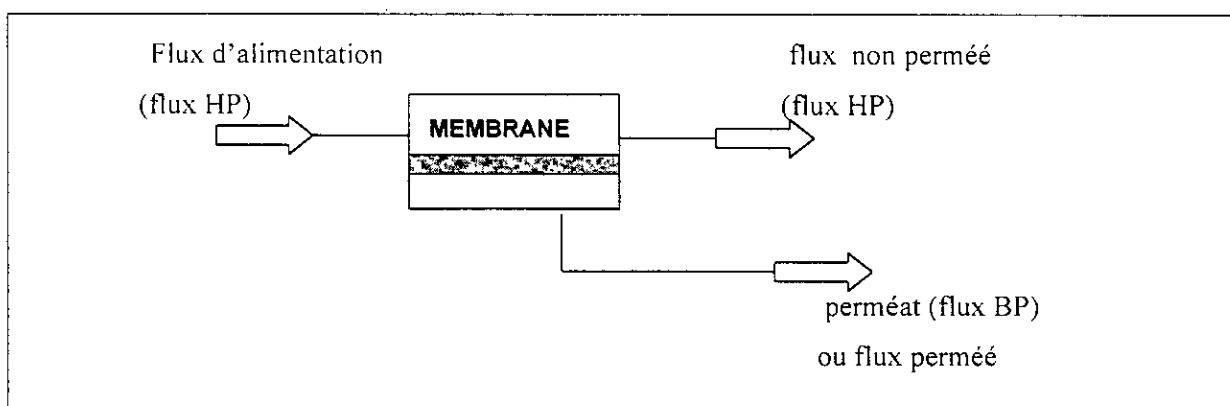 Flux d'alimentation
(flux HP)
MEMBRANE
flux non perméé
(flux HP)
perméat (flux BP)
ou flux perméé